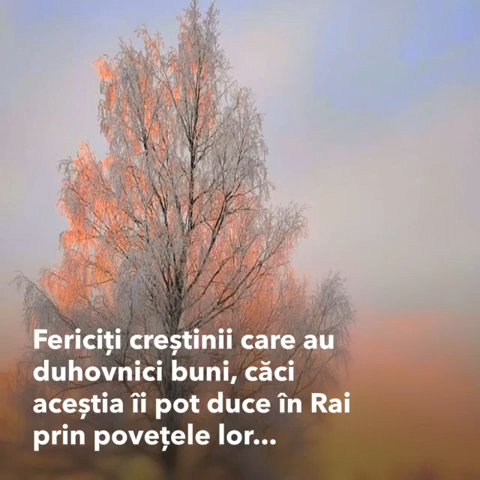 Fericiți creștinii care au
duhovnici buni, căci
aceștia îi pot duce în Rai
prin povețele lor...